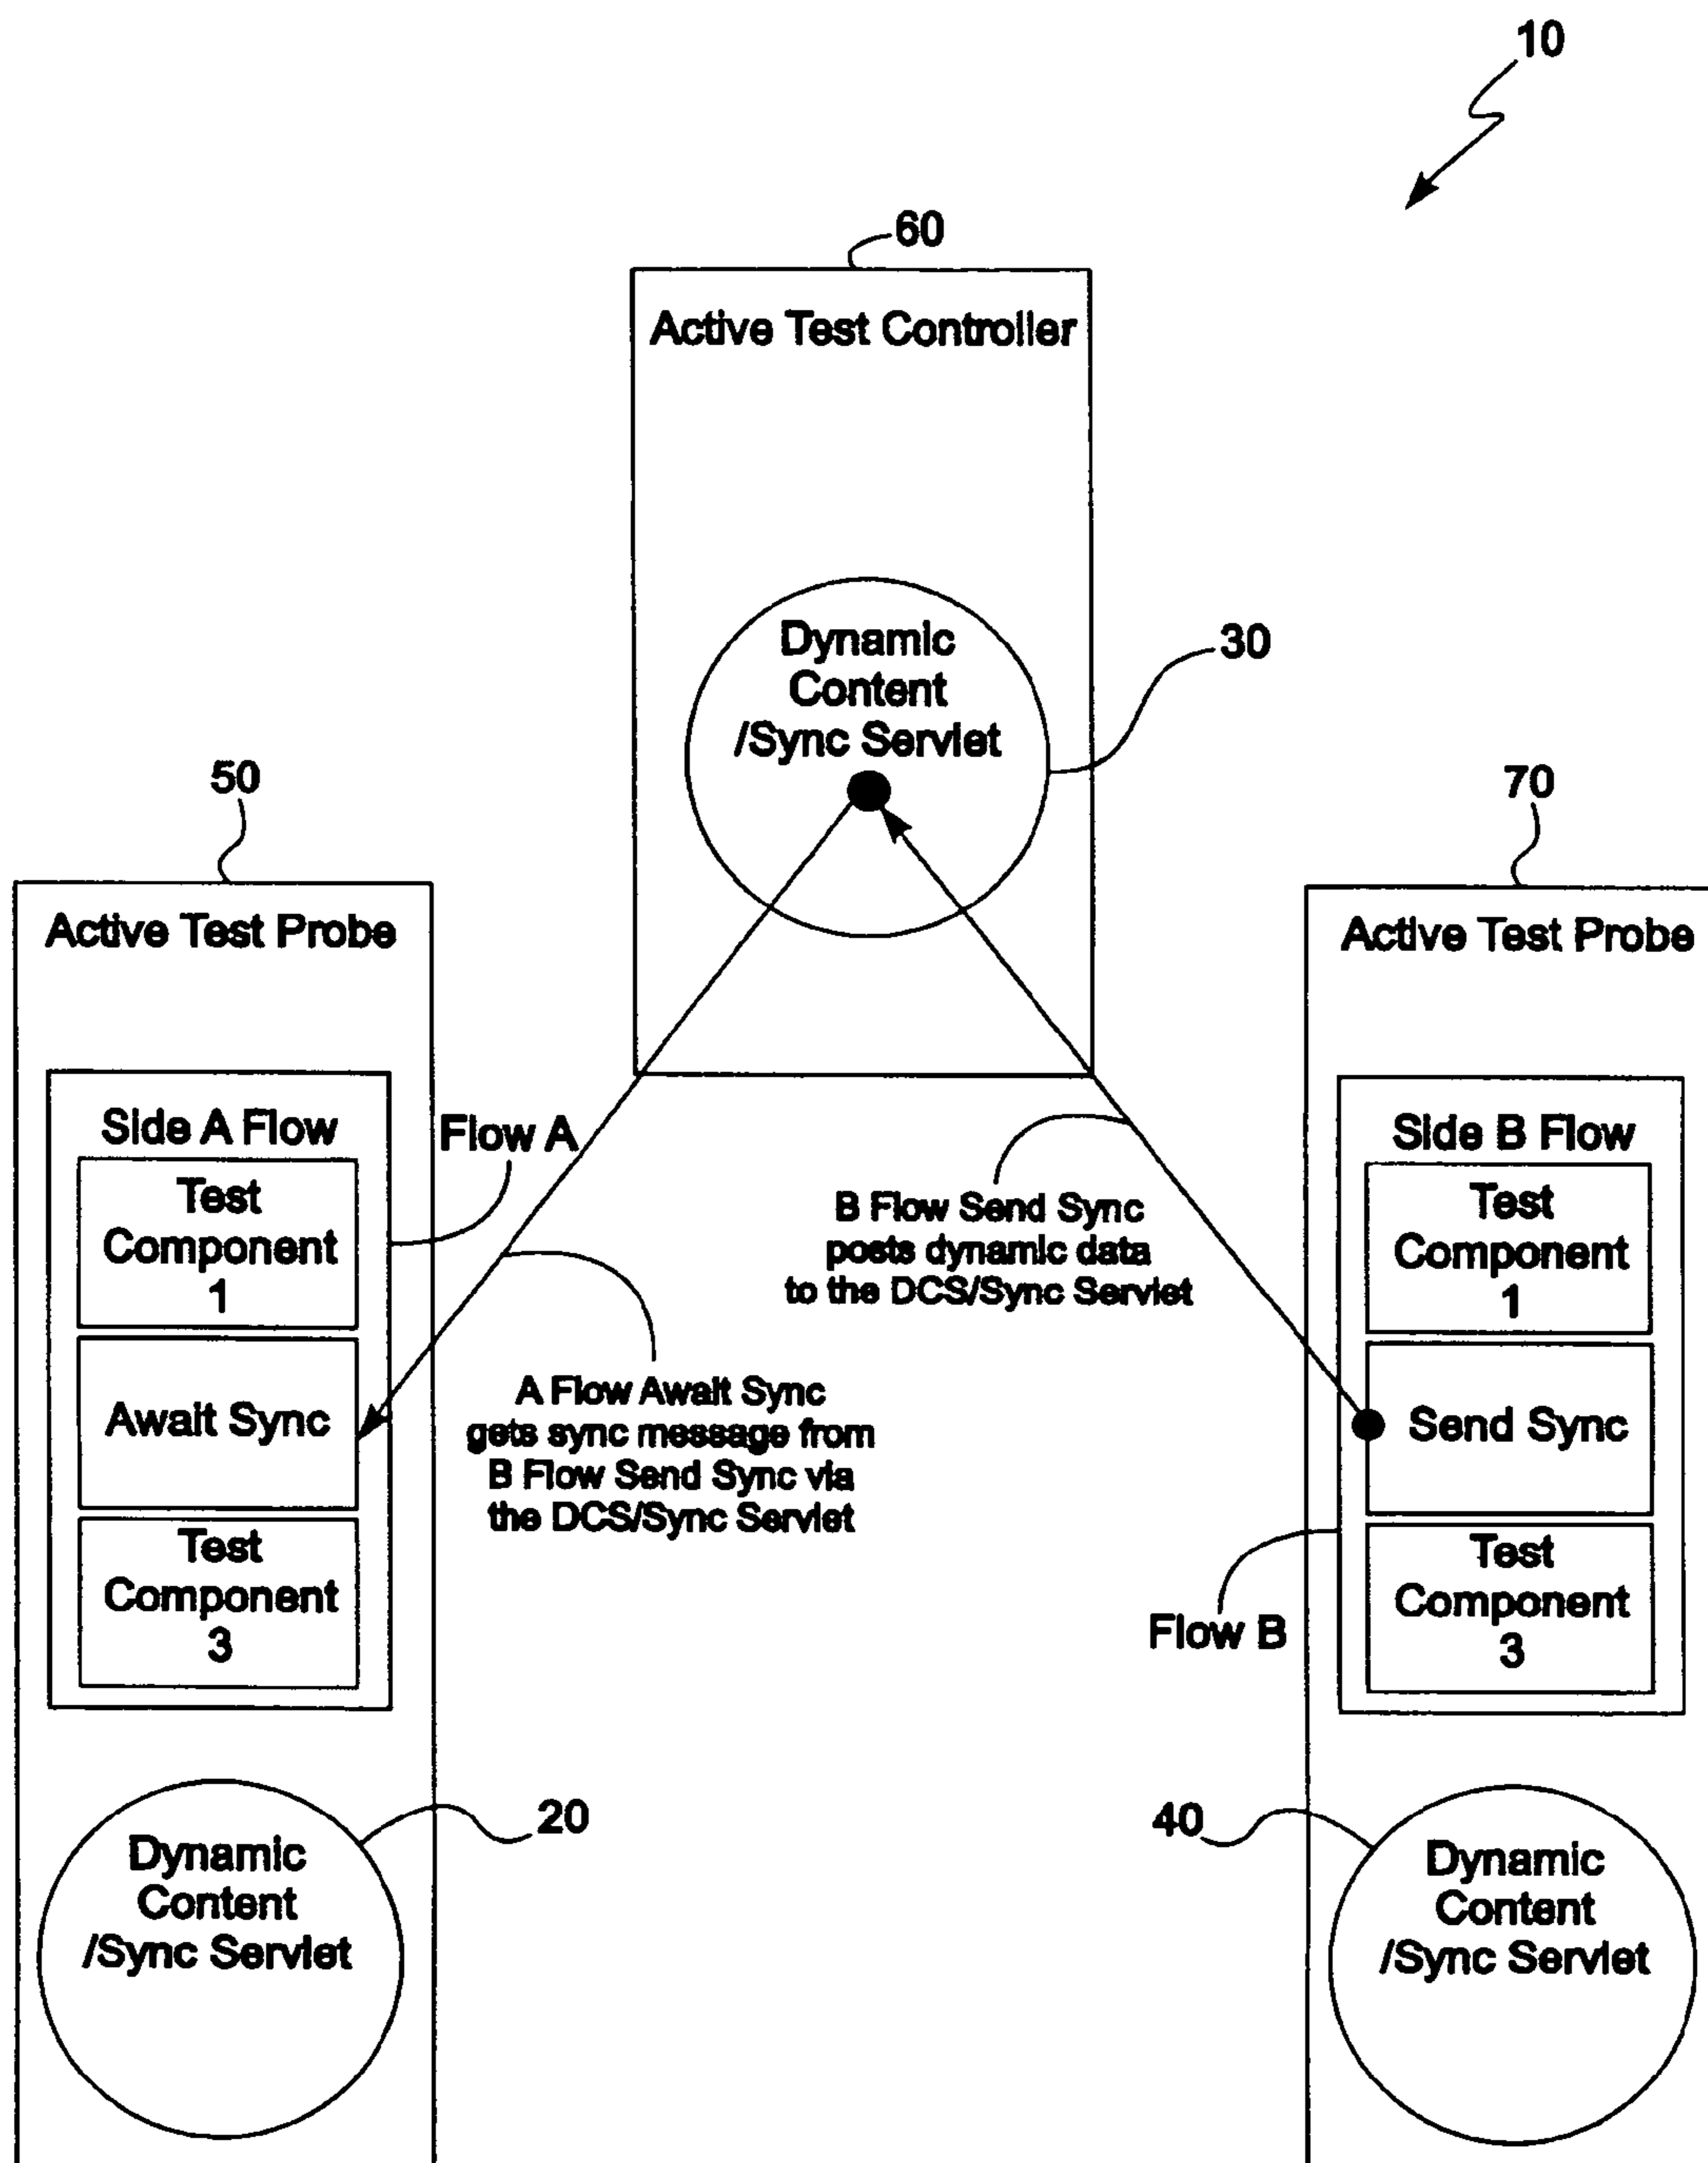 10
60
Active Test Controller
Dynamic
Content
/Sync Servlet
30
50
Active Test Probe
Side A Flow
Test
Component
1
Await Sync
Test
Component
3
Flow A
A Flow Await Sync
gets sync message from
B Flow Send Sync via
the DCS/Sync Servlet
B Flow Send Sync
posts dynamic data
to the DCS/Sync Servlet
70
Active Test Probe
Side B Flow
Test
Component
1
Send Sync
Test
Component
3
Flow B
20
Dynamic
Content
/Sync Servlet
40
Dynamic
Content
/Sync Servlet